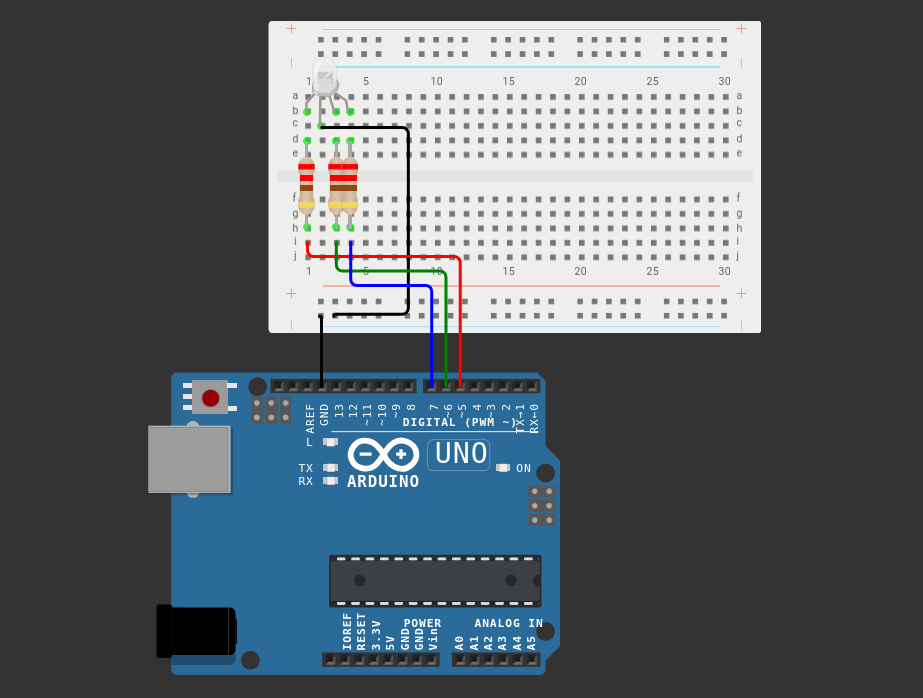 1 5 10 15 20 25 30
a a
b b
c c
d d
e e
f f
g g
h h
i i
j j
1 5 10 15 20 25 30
AREF GND 13 12 ~11 ~10 ~9 8 7 ~6 ~5 4 ~3 2 TX→1 RX←0
DIGITAL (PWM ~)
L
UNO
TX ON
RX ARDUINO
IOREF RESET 3.3V 5V GND GND Vin A0 A1 A2 A3 A4 A5
POWER ANALOG IN